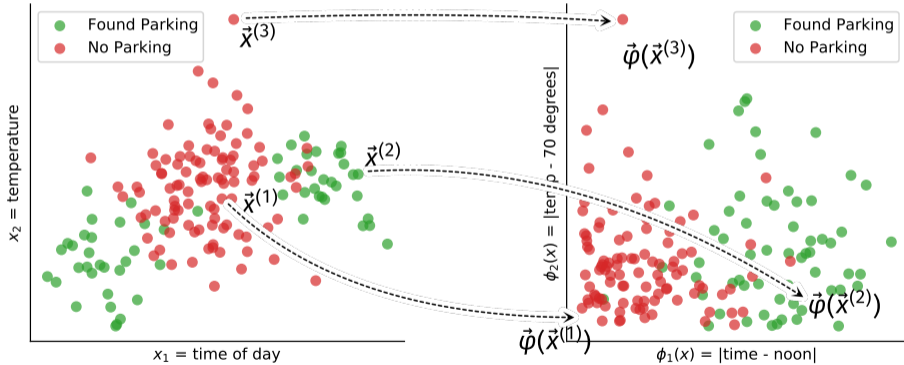 Found Parking
No Parking
x₂ = temperature
x₁ = time of day
x⃗⁽³⁾
x⃗⁽²⁾
x⃗⁽¹⁾
Found Parking
No Parking
φ⃗(x⃗⁽³⁾)
φ⃗(x⃗⁽²⁾)
φ⃗(x⃗⁽¹⁾)
ϕ₂(x) = |temp - 70 degrees|
ϕ₁(x) = |time - noon|